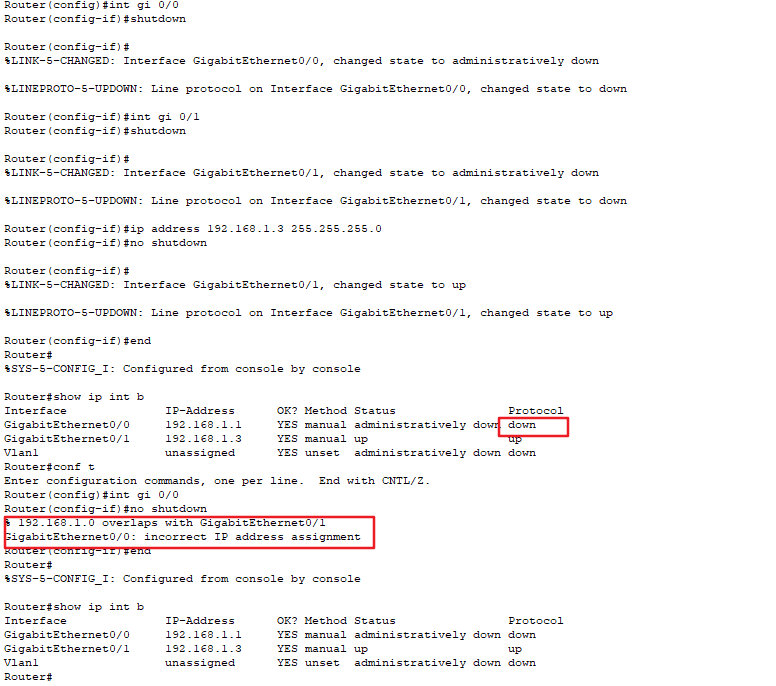 Router(config)#int gi 0/0
Router(config-if)#shutdown
Router(config-if)#
%LINK-5-CHANGED: Interface GigabitEthernet0/0, changed state to administratively down
%LINEPROTO-5-UPDOWN: Line protocol on Interface GigabitEthernet0/0, changed state to down
Router(config-if)#int gi 0/1
Router(config-if)#shutdown
Router(config-if)#
%LINK-5-CHANGED: Interface GigabitEthernet0/1, changed state to administratively down
%LINEPROTO-5-UPDOWN: Line protocol on Interface GigabitEthernet0/1, changed state to down
Router(config-if)#ip address 192.168.1.3 255.255.255.0
Router(config-if)#no shutdown
Router(config-if)#
%LINK-5-CHANGED: Interface GigabitEthernet0/1, changed state to up
%LINEPROTO-5-UPDOWN: Line protocol on Interface GigabitEthernet0/1, changed state to up
Router(config-if)#end
Router#
%SYS-5-CONFIG_I: Configured from console by console
Router#show ip int b
Interface IP-Address OK? Method Status Protocol
GigabitEthernet0/0 192.168.1.1 YES manual administratively down down
GigabitEthernet0/1 192.168.1.3 YES manual up up
Vlan1 unassigned YES unset administratively down down
Router#conf t
Enter configuration commands, one per line. End with CNTL/Z.
Router(config)#int gi 0/0
Router(config-if)#no shutdown
% 192.168.1.0 overlaps with GigabitEthernet0/1
GigabitEthernet0/0: incorrect IP address assignment
Router(config-if)#end
Router#
%SYS-5-CONFIG_I: Configured from console by console
Router#show ip int b
Interface IP-Address OK? Method Status Protocol
GigabitEthernet0/0 192.168.1.1 YES manual administratively down down
GigabitEthernet0/1 192.168.1.3 YES manual up up
Vlan1 unassigned YES unset administratively down down
Router#